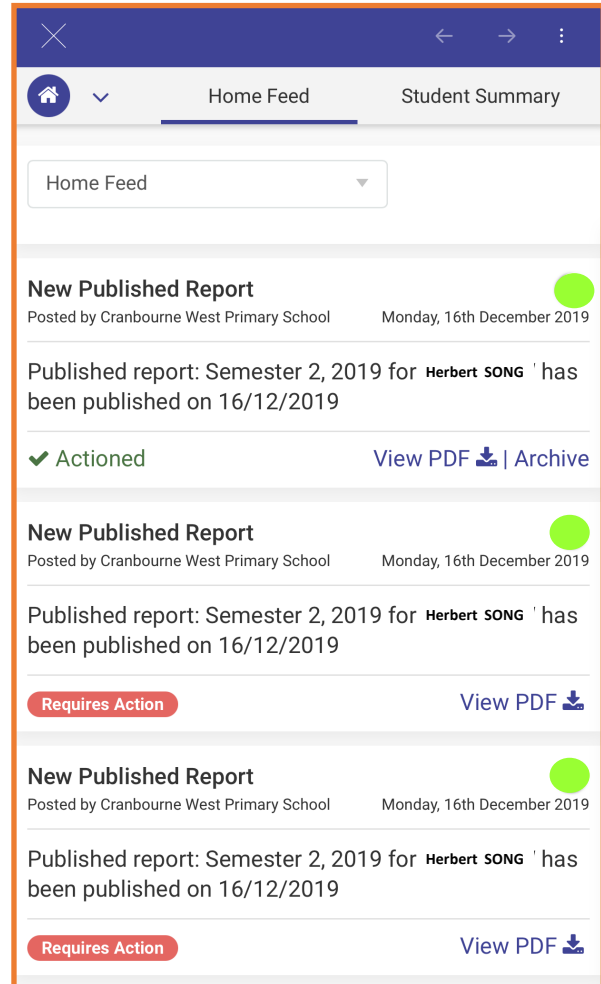 Home Feed Student Summary
Home Feed
New Published Report
Posted by Cranbourne West Primary School Monday, 16th December 2019
Published report: Semester 2, 2019 for Herbert SONG ' has
been published on 16/12/2019
Actioned View PDF | Archive
New Published Report
Posted by Cranbourne West Primary School Monday, 16th December 2019
Published report: Semester 2, 2019 for Herbert SONG ' has
been published on 16/12/2019
Requires Action View PDF
New Published Report
Posted by Cranbourne West Primary School Monday, 16th December 2019
Published report: Semester 2, 2019 for Herbert SONG ' has
been published on 16/12/2019
Requires Action View PDF